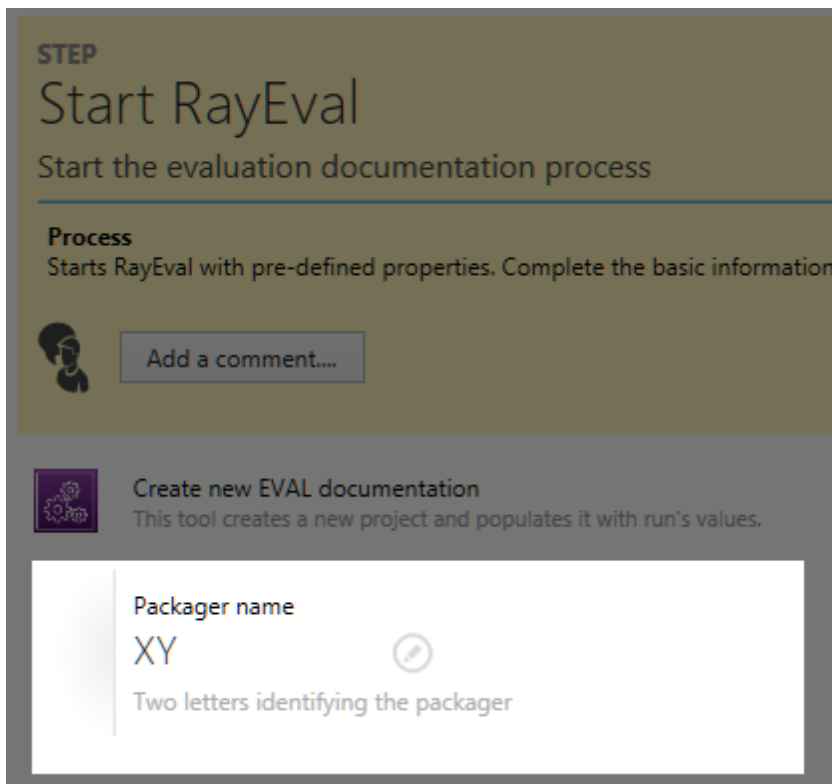 STEP
Start RayEval
Start the evaluation documentation process
Process
Starts RayEval with pre-defined properties. Complete the basic information
Add a comment....
Create new EVAL documentation
This tool creates a new project and populates it with run's values.
Packager name
XY
Two letters identifying the packager